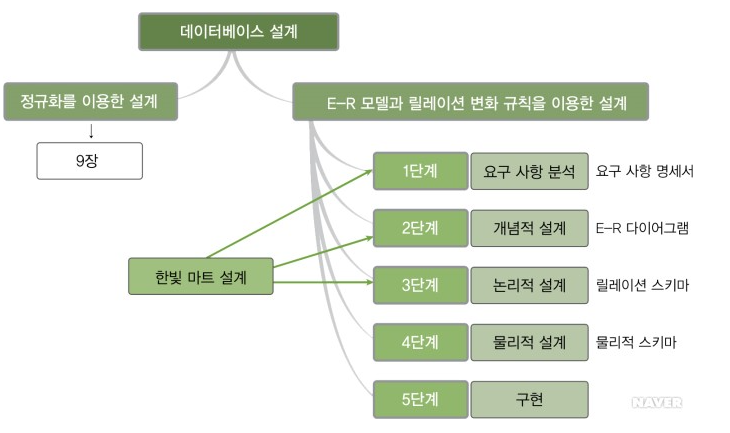 데이터베이스 설계
정규화를 이용한 설계
E-R 모델과 릴레이션 변화 규칙을 이용한 설계
9장
1단계 요구 사항 분석 요구 사항 명세서
2단계 개념적 설계 E-R 다이어그램
한빛 마트 설계
3단계 논리적 설계 릴레이션 스키마
4단계 물리적 설계 물리적 스키마
5단계 구현
NAVER